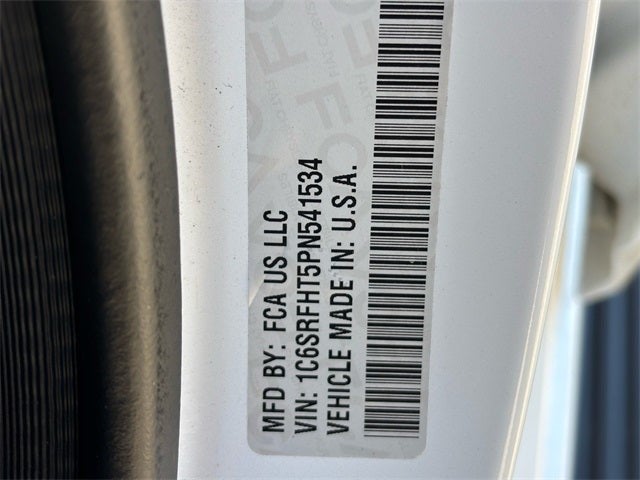 MFD BY: FCA US LLC
VIN: 1C6SRFHT5PN541534
VEHICLE MADE IN: U.S.A.